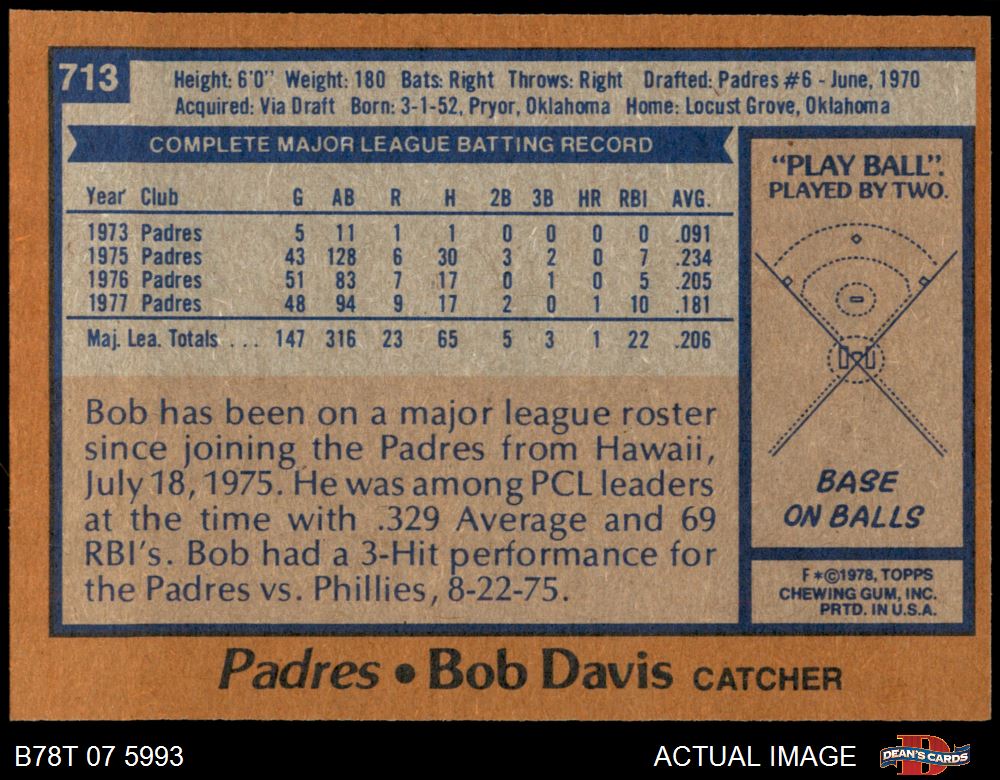 713
Height: 6'0" Weight: 180 Bats: Right Throws: Right Drafted: Padres #6 - June, 1970
Acquired: Via Draft Born: 3-1-52, Pryor, Oklahoma Home: Locust Grove, Oklahoma
COMPLETE MAJOR LEAGUE BATTING RECORD
Year Club G AB R H 2B 3B HR RBI AVG.
1973 Padres 5 11 1 1 0 0 0 0 .091
1975 Padres 43 128 6 30 3 2 0 7 .234
1976 Padres 51 83 7 17 0 1 0 5 .205
1977 Padres 48 94 9 17 2 0 1 10 .181
Maj. Lea. Totals . . . 147 316 23 65 5 3 1 22 .206
Bob has been on a major league roster
since joining the Padres from Hawaii,
July 18, 1975. He was among PCL leaders
at the time with .329 Average and 69
RBI's. Bob had a 3-Hit performance for
the Padres vs. Phillies, 8-22-75.
"PLAY BALL".
PLAYED BY TWO.
BASE
ON BALLS
F*©1978, TOPPS
CHEWING GUM, INC.
PRTD. IN U.S.A.
Padres • Bob Davis CATCHER
B78T 07 5993
ACTUAL IMAGE
DEAN'S CARDS